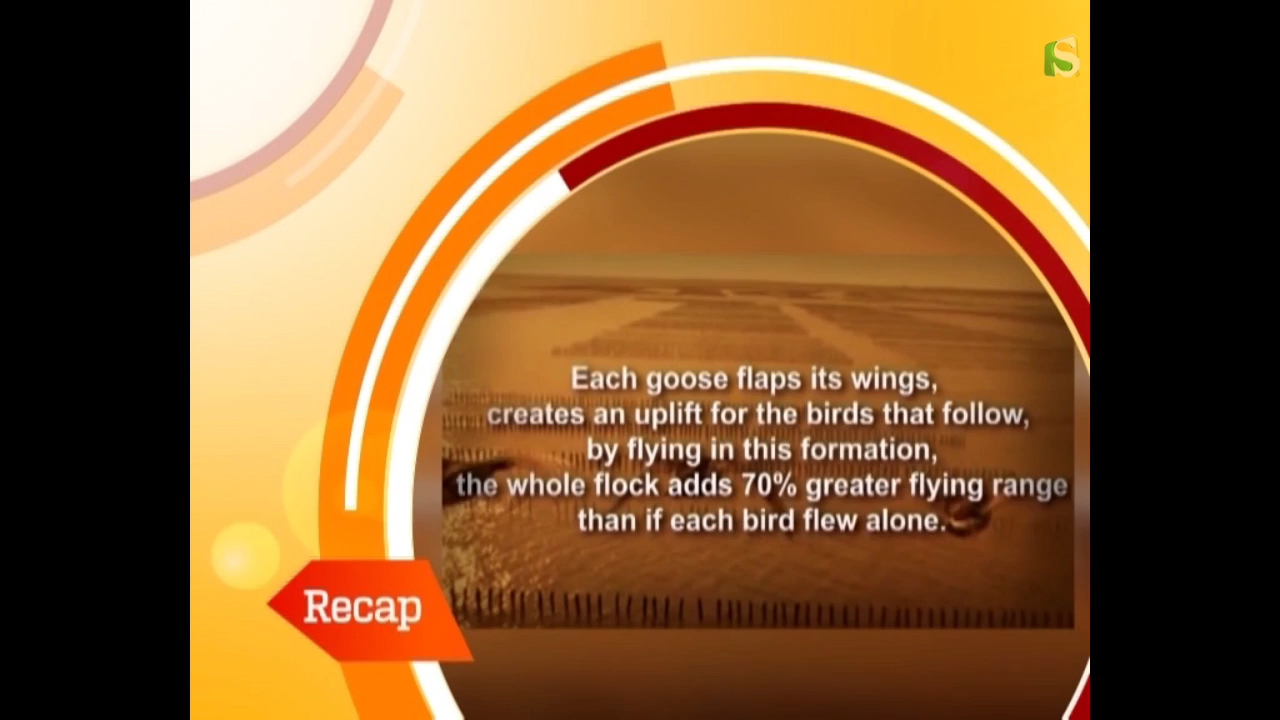 Each goose flaps its wings,
creates an uplift for the birds that follow,
by flying in this formation,
the whole flock adds 70% greater flying range
than if each bird flew alone.
Recap